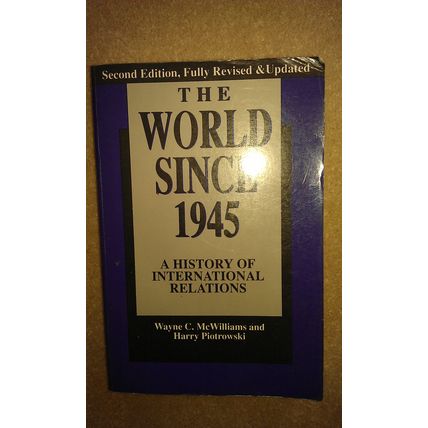 Second Edition, Fully Revised & Updated
THE
WORLD
SINCE
1945
A HISTORY OF
INTERNATIONAL
RELATIONS
Wayne C. McWilliams and
Harry Piotrowski